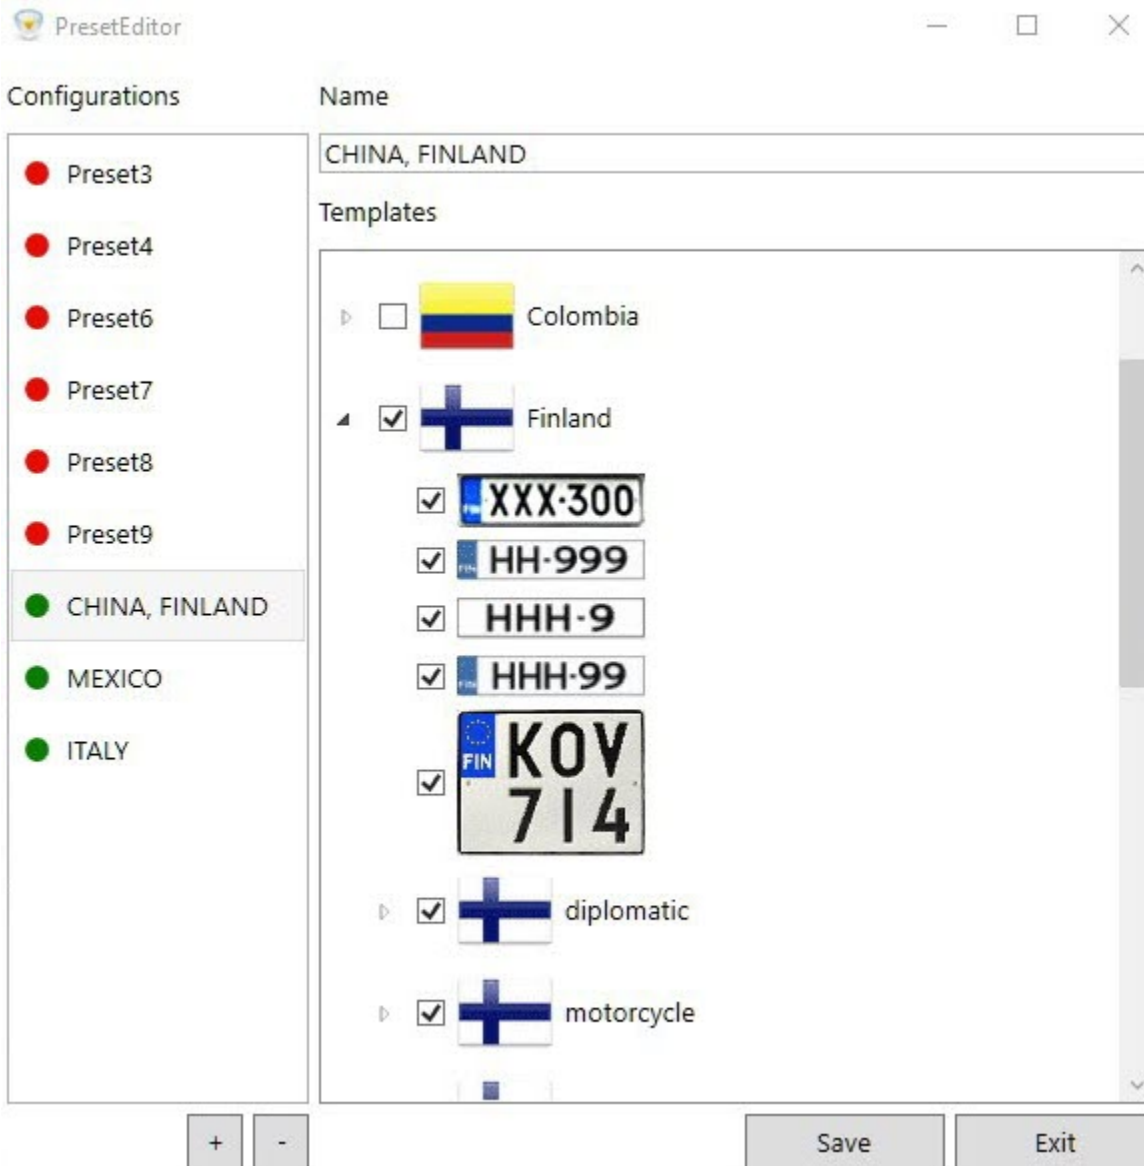 PresetEditor
Configurations
Preset3
Preset4
Preset6
Preset7
Preset8
Preset9
CHINA, FINLAND
MEXICO
ITALY
+
-
Name
CHINA, FINLAND
Templates
Colombia
Finland
XXX-300
HH-999
HHH-9
HHH-99
FIN
KOV
714
diplomatic
motorcycle
Save
Exit